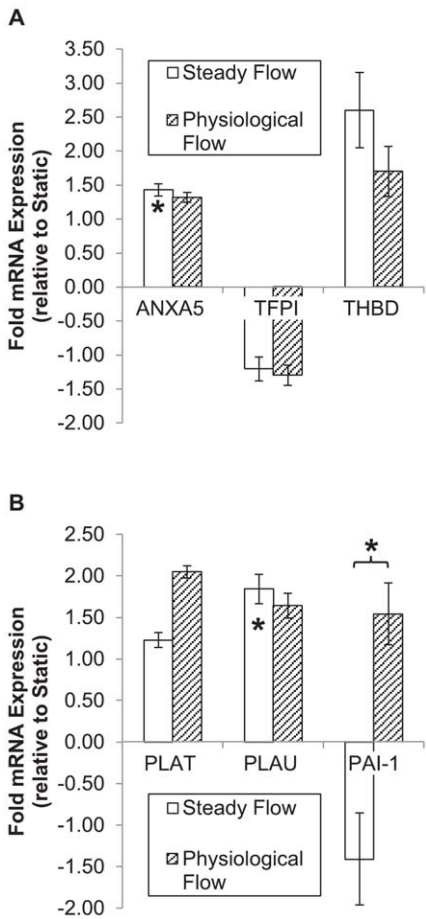 A
Fold mRNA Expression
(relative to Static)
3.50
3.00
2.50
2.00
1.50
1.00
0.50
0.00
-0.50
-1.00
-1.50
-2.00
Steady Flow
Physiological
Flow
*
ANXA5 TFPI THBD
B
Fold mRNA Expression
(relative to Static)
2.50
2.00
1.50
1.00
0.50
0.00
-0.50
-1.00
-1.50
-2.00
*
*
PLAT PLAU PAI-1
Steady Flow
Physiological
Flow